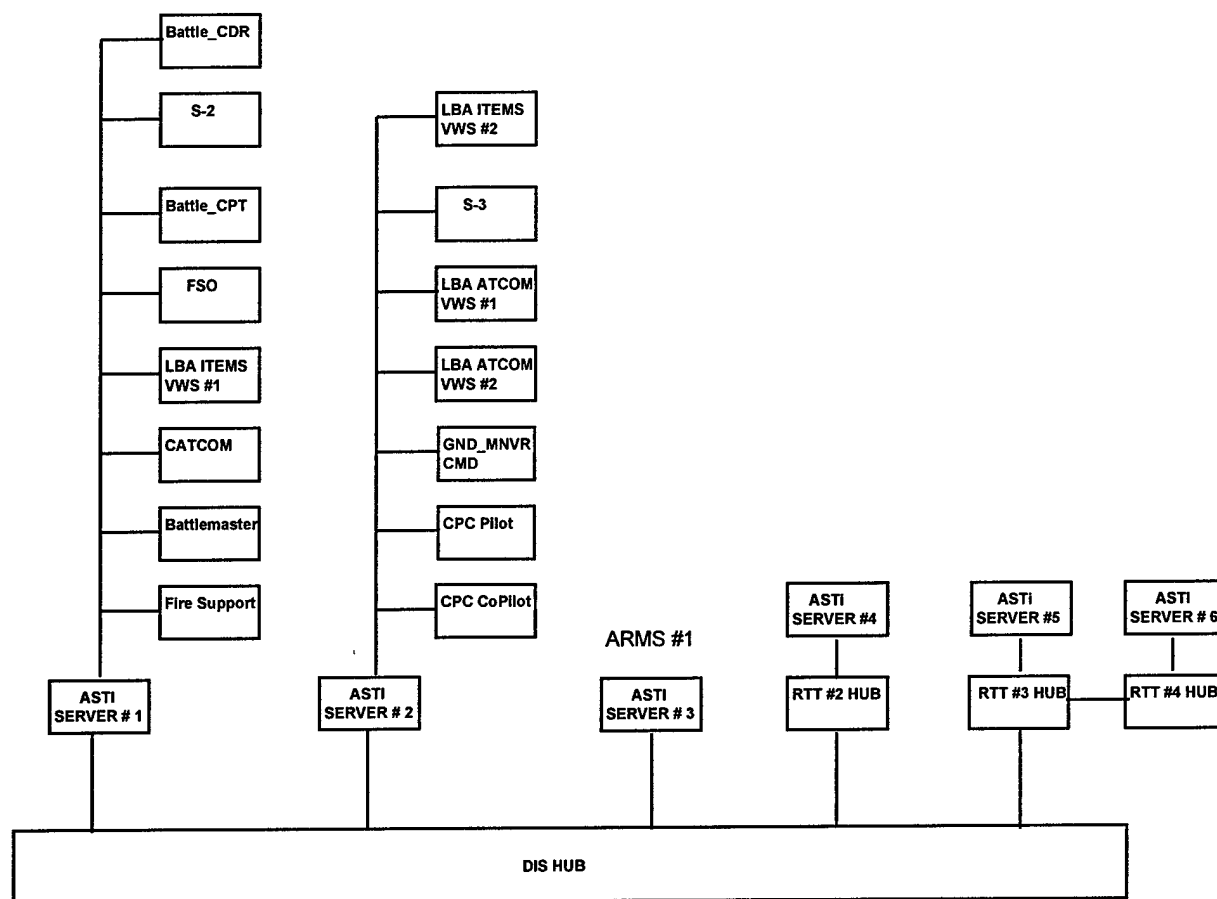 Battle_CDR
S-2
Battle_CPT
FSO
LBA ITEMS
VWS #1
CATCOM
Battlemaster
Fire Support
ASTI
SERVER # 1
LBA ITEMS
VWS #2
S-3
LBA ATCOM
VWS #1
LBA ATCOM
VWS #2
GND_MNVR
CMD
CPC Pilot
CPC CoPilot
ASTI
SERVER # 2
ARMS #1
ASTI
SERVER # 3
ASTi
SERVER #4
RTT #2 HUB
ASTi
SERVER #5
RTT #3 HUB
ASTi
SERVER # 6
RTT #4 HUB
DIS HUB